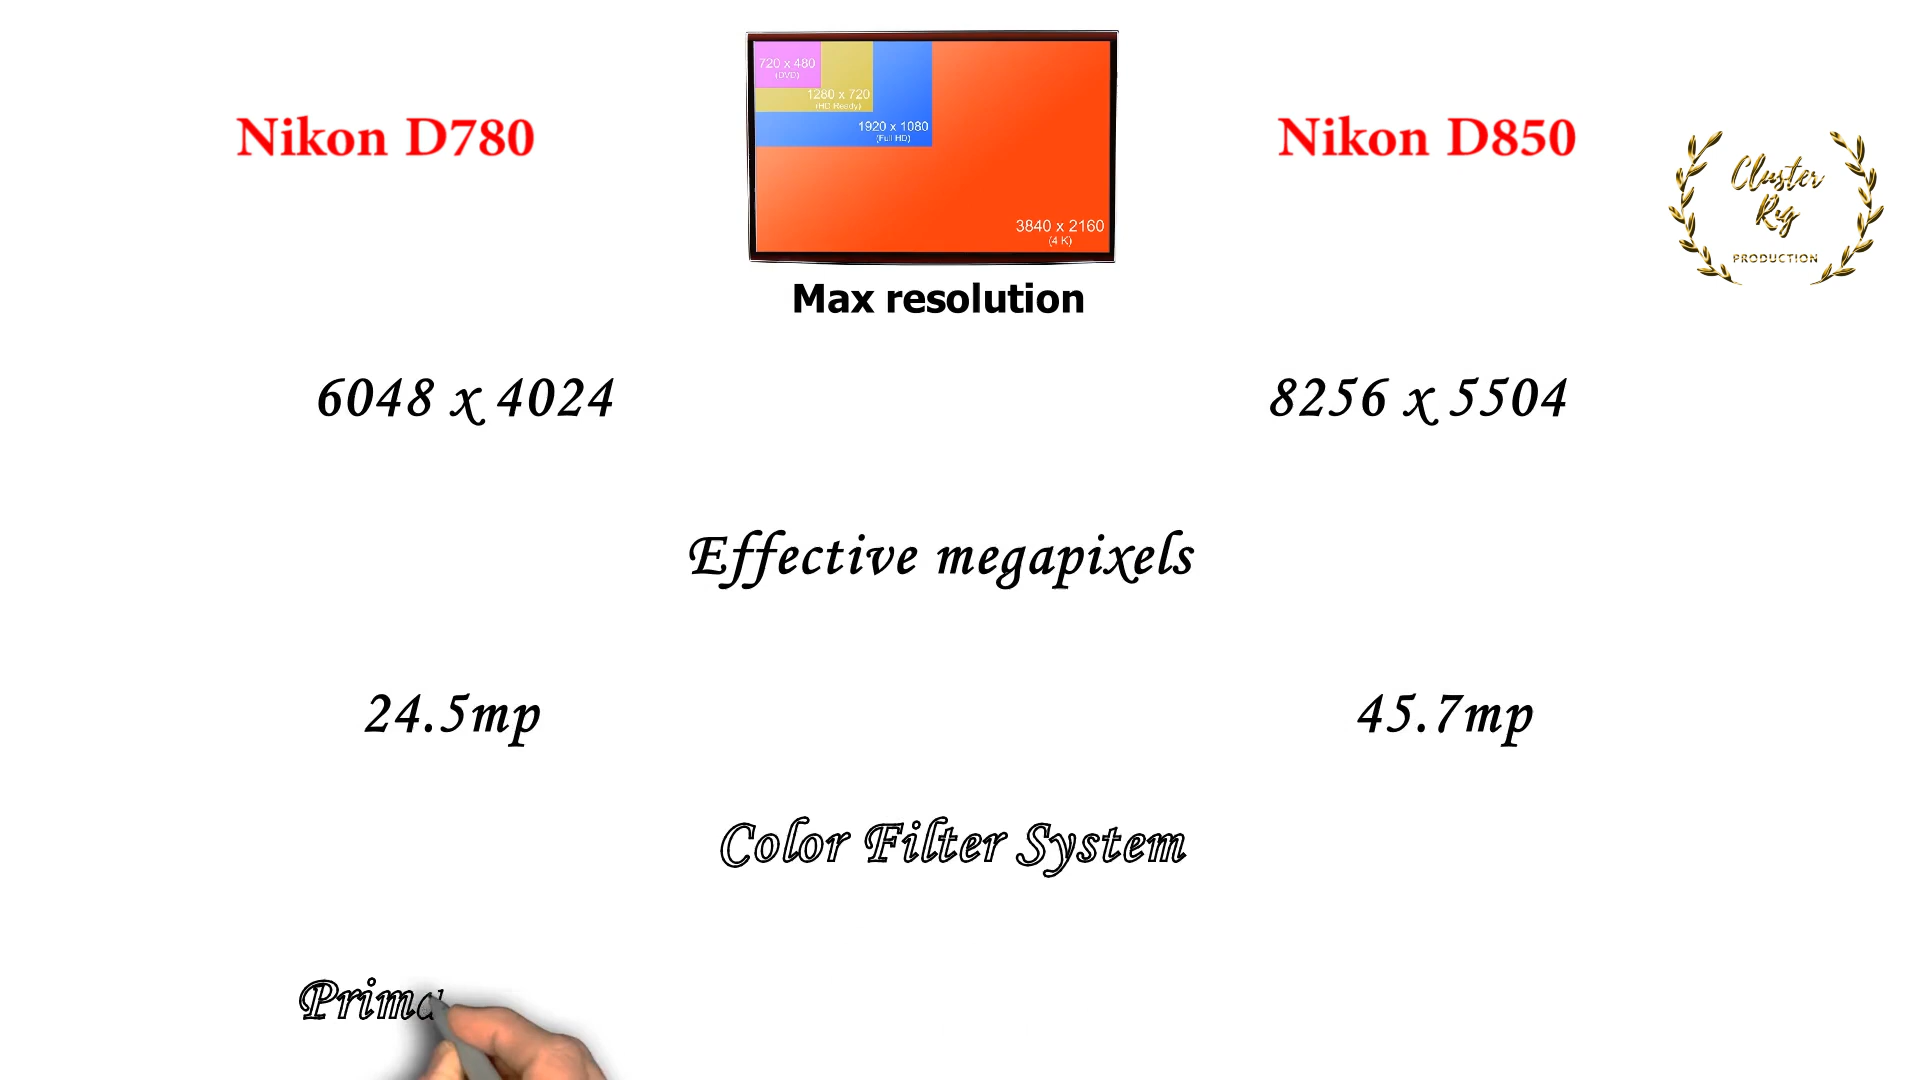 720 x 480
(DVD)
1280 x 720
(HD Ready)
1920 x 1080
(Full HD)
3840 x 2160
(4 K)
Nikon D780
Nikon D850
Cluster
Rig
PRODUCTION
Max resolution
6048 x 4024
8256 x 5504
Effective megapixels
24.5mp
45.7mp
Color Filter System
Prima